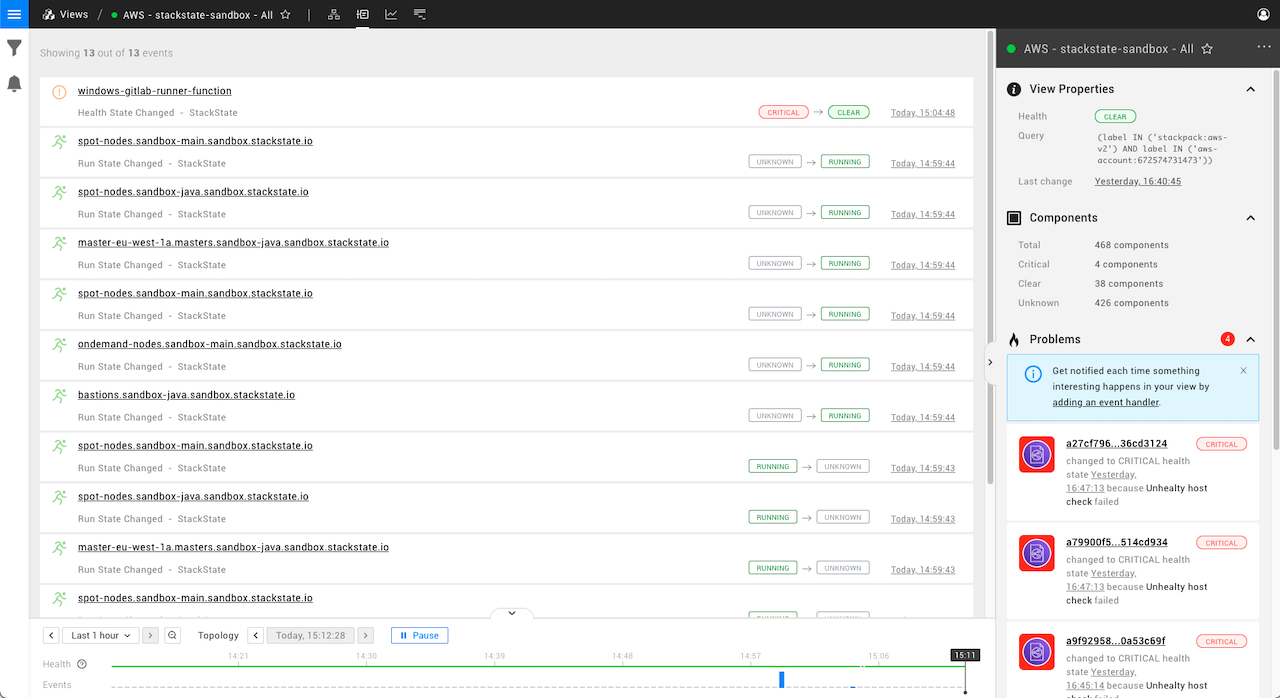 Views / AWS - stackstate-sandbox - All
Showing 13 out of 13 events
windows-gitlab-runner-function
Health State Changed - StackState CRITICAL → CLEAR Today, 15:04:48
spot-nodes.sandbox-main.sandbox.stackstate.io
Run State Changed - StackState UNKNOWN → RUNNING Today, 14:59:44
spot-nodes.sandbox-java.sandbox.stackstate.io
Run State Changed - StackState UNKNOWN → RUNNING Today, 14:59:44
master-eu-west-1a.masters.sandbox-java.sandbox.stackstate.io
Run State Changed - StackState UNKNOWN → RUNNING Today, 14:59:44
spot-nodes.sandbox-main.sandbox.stackstate.io
Run State Changed - StackState UNKNOWN → RUNNING Today, 14:59:44
ondemand-nodes.sandbox-main.sandbox.stackstate.io
Run State Changed - StackState UNKNOWN → RUNNING Today, 14:59:44
bastions.sandbox-java.sandbox.stackstate.io
Run State Changed - StackState UNKNOWN → RUNNING Today, 14:59:44
spot-nodes.sandbox-main.sandbox.stackstate.io
Run State Changed - StackState RUNNING → UNKNOWN Today, 14:59:43
spot-nodes.sandbox-java.sandbox.stackstate.io
Run State Changed - StackState RUNNING → UNKNOWN Today, 14:59:43
master-eu-west-1a.masters.sandbox-java.sandbox.stackstate.io
Run State Changed - StackState RUNNING → UNKNOWN Today, 14:59:43
spot-nodes.sandbox-main.sandbox.stackstate.io
Last 1 hour Topology Today, 15:12:28 Pause
14:21 14:30 14:39 14:48 14:57 15:06 15:11
Health
Events
AWS - stackstate-sandbox - All
View Properties
Health CLEAR
Query (label IN ('stackpack:aws-
v2') AND label IN ('aws-
account:672574731473'))
Last change Yesterday, 16:40:45
Components
Total 468 components
Critical 4 components
Clear 38 components
Unknown 426 components
Problems 4
Get notified each time something
interesting happens in your view by
adding an event handler.
a27cf796...36cd3124 CRITICAL
changed to CRITICAL health
state Yesterday,
16:47:13 because Unhealty host
check failed
a79900f5...514cd934 CRITICAL
changed to CRITICAL health
state Yesterday,
16:47:13 because Unhealty host
check failed
a9f92958...0a53c69f CRITICAL
changed to CRITICAL health
state Yesterday,
16:45:14 because Unhealty host
check failed